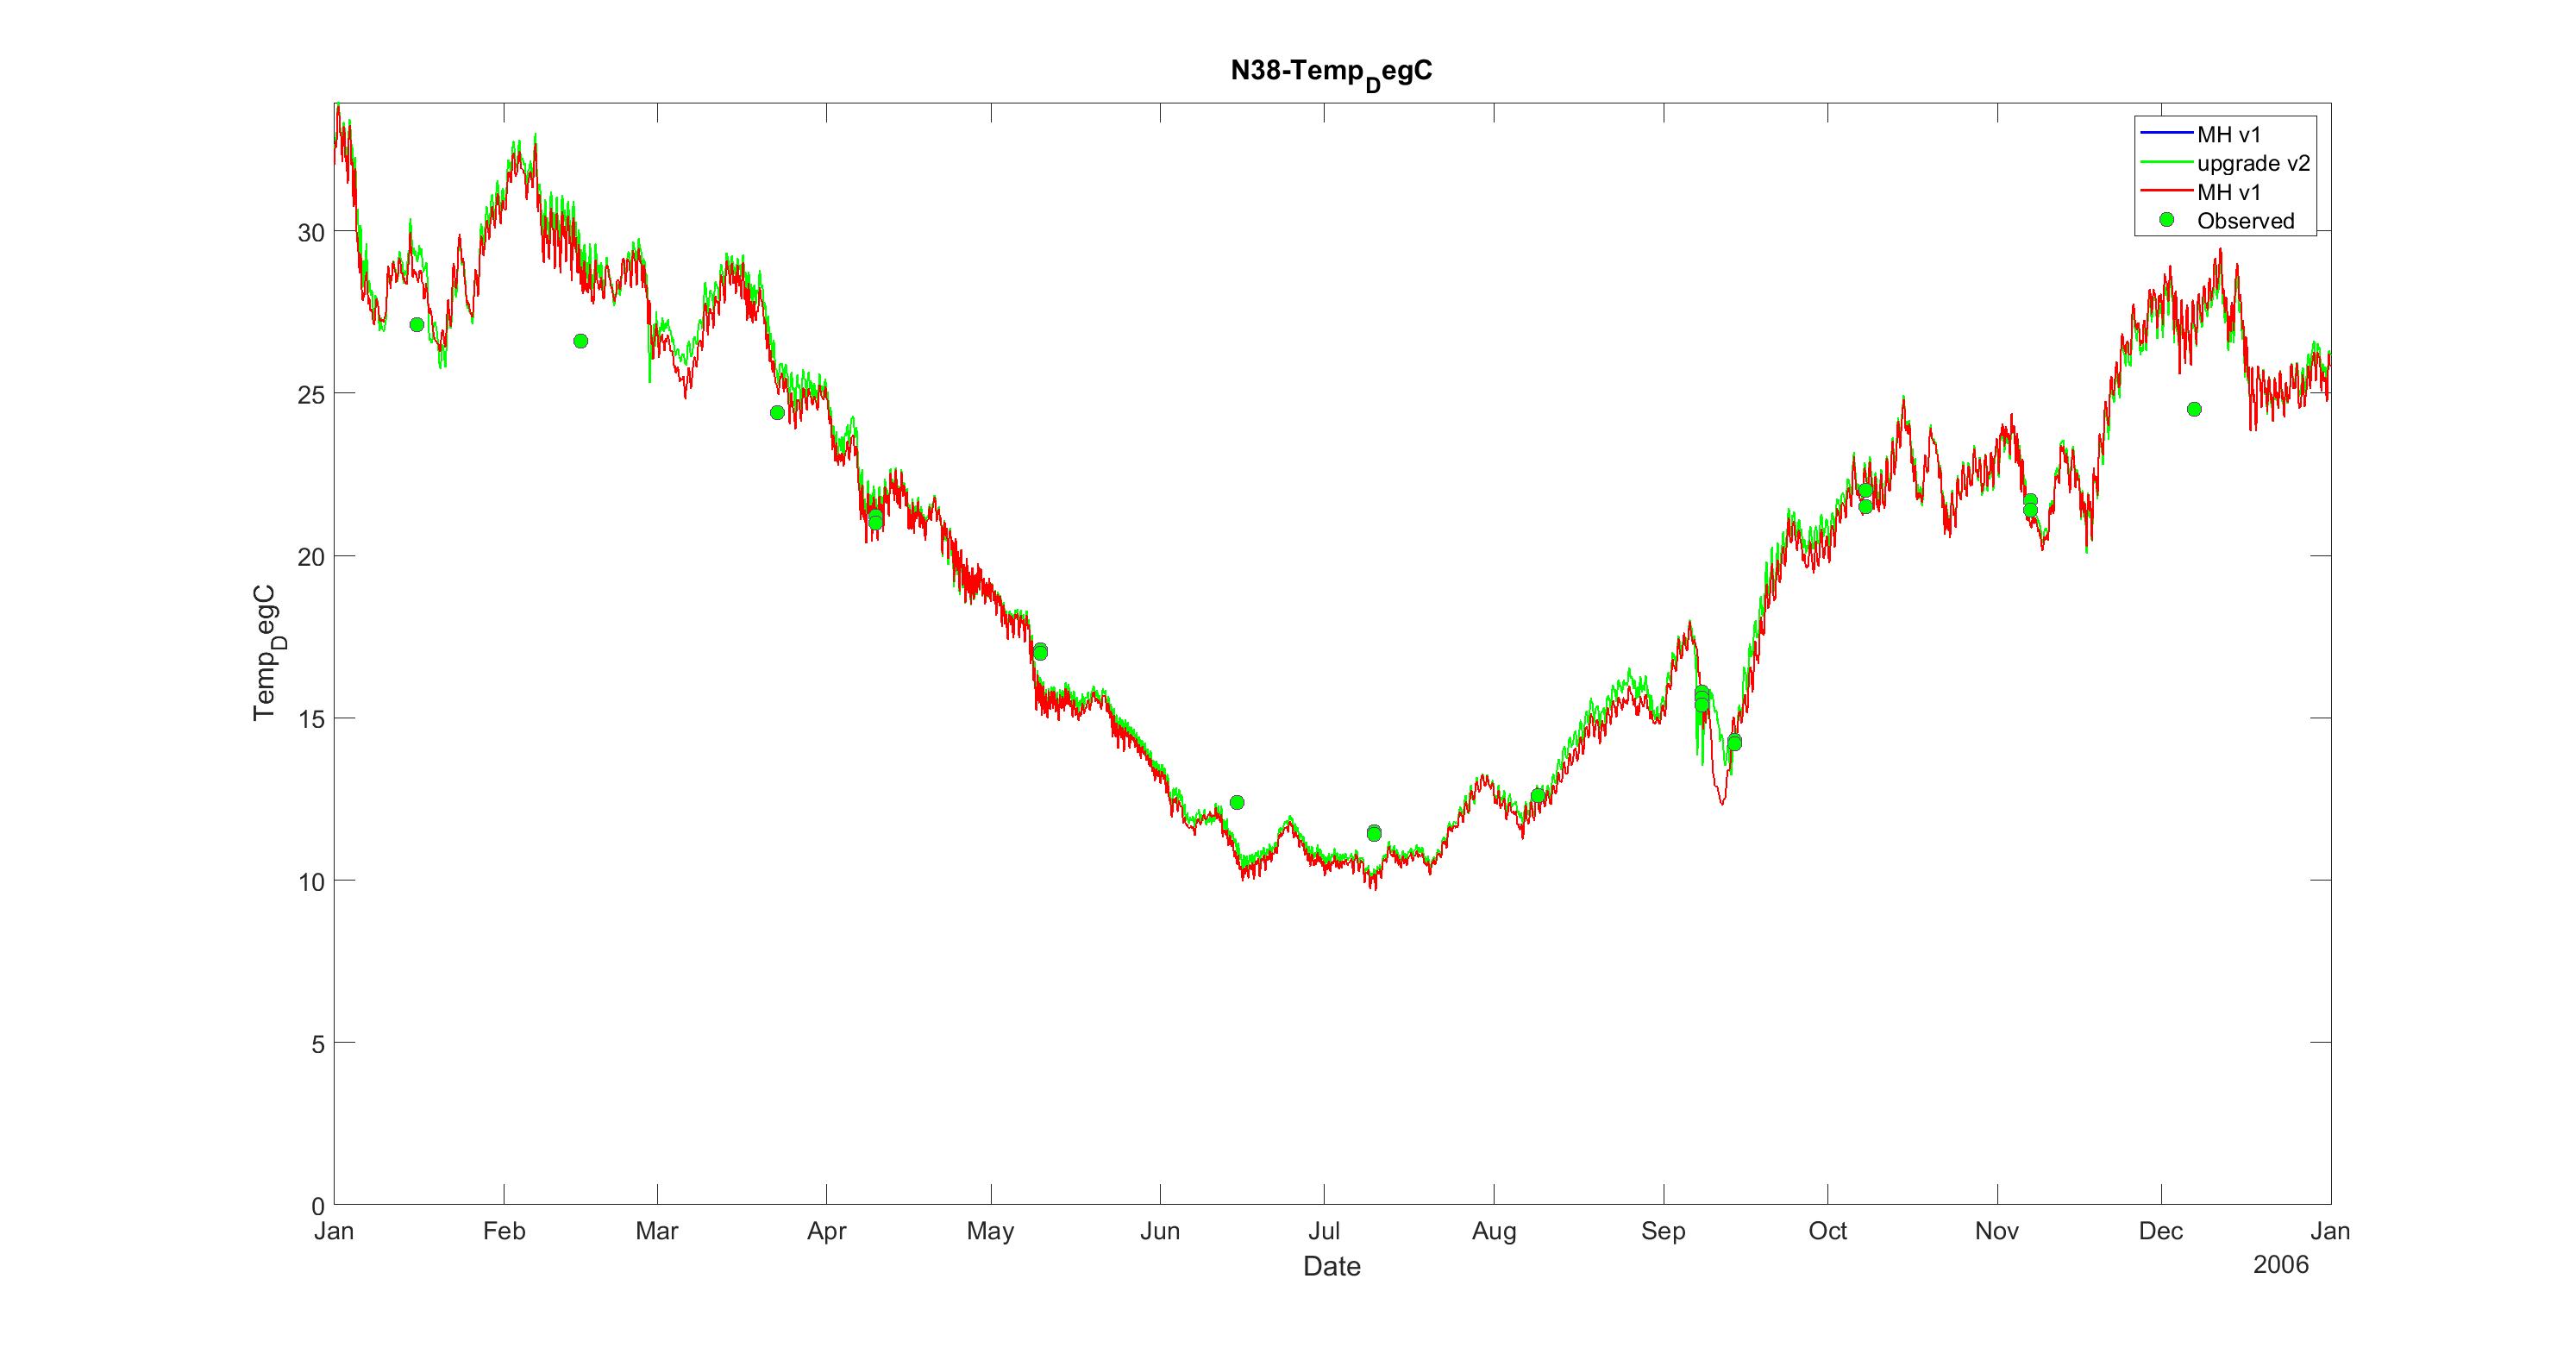 N38-Temp_DegC
MH v1
upgrade v2
MH v1
Observed
30
25
20
15
10
5
0
Temp_DegC
Jan Feb Mar Apr May Jun Jul Aug Sep Oct Nov Dec Jan
Date
2006